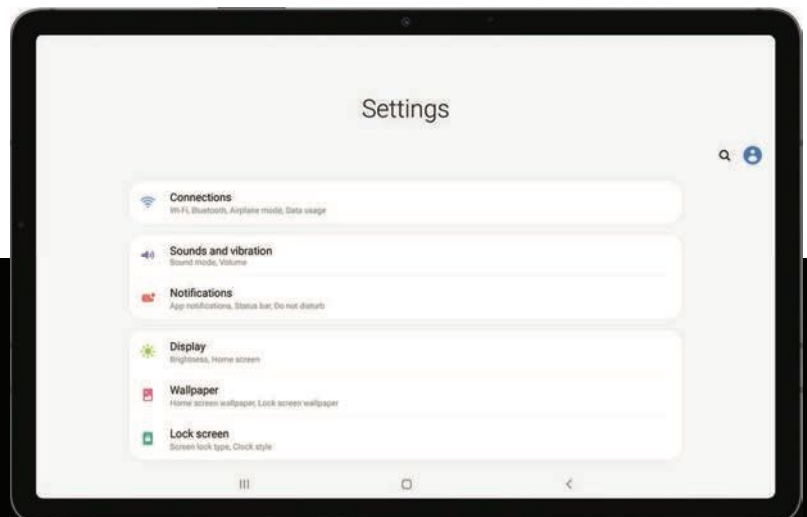 Settings
Connections
Wi-Fi, Bluetooth, Airplane mode, Data usage
Sounds and vibration
Sound mode, Volume
Notifications
App notifications, Status bar, Do not disturb
Display
Brightness, Home screen
Wallpaper
Home screen wallpaper, Lock screen wallpaper
Lock screen
Screen lock type, Clock style